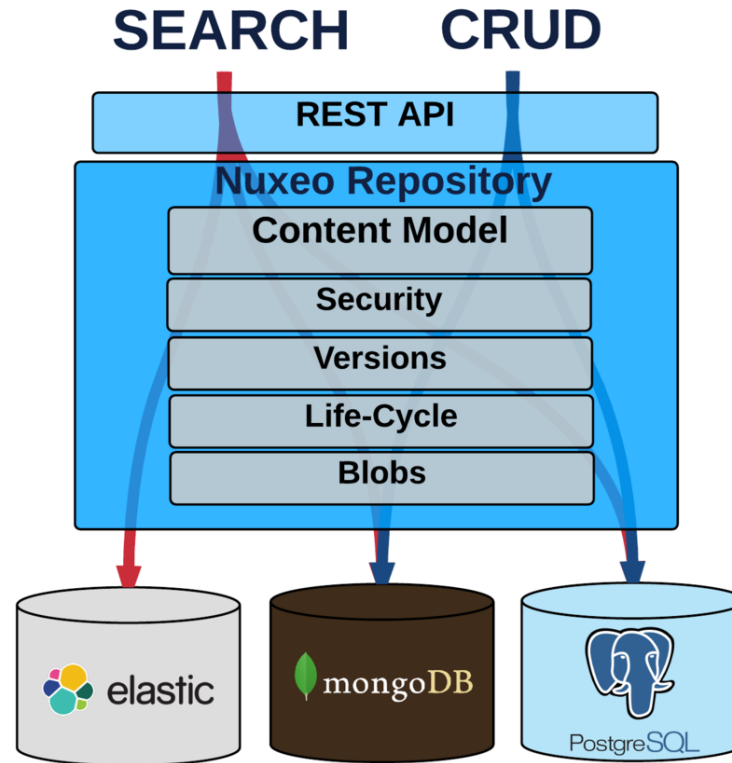 SEARCH CRUD
REST API
Nuxeo Repository
Content Model
Security
Versions
Life-Cycle
Blobs
elastic
mongoDB
PostgreSQL